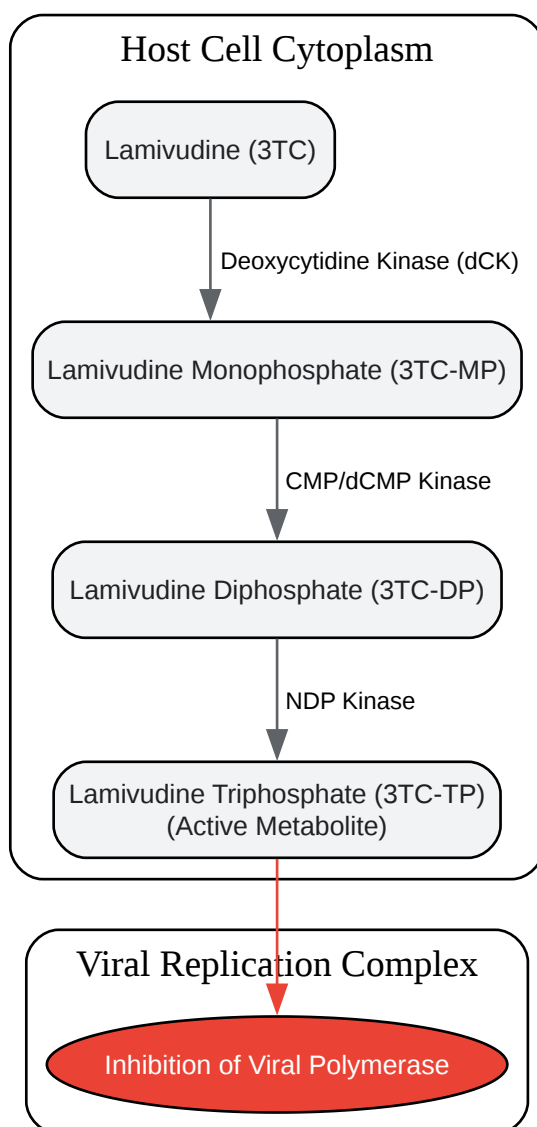 Host Cell Cytoplasm
Lamivudine (3TC)
Deoxycytidine Kinase (dCK)
Lamivudine Monophosphate (3TC-MP)
CMP/dCMP Kinase
Lamivudine Diphosphate (3TC-DP)
NDP Kinase
Lamivudine Triphosphate (3TC-TP)
(Active Metabolite)
Viral Replication Complex
Inhibition of Viral Polymerase